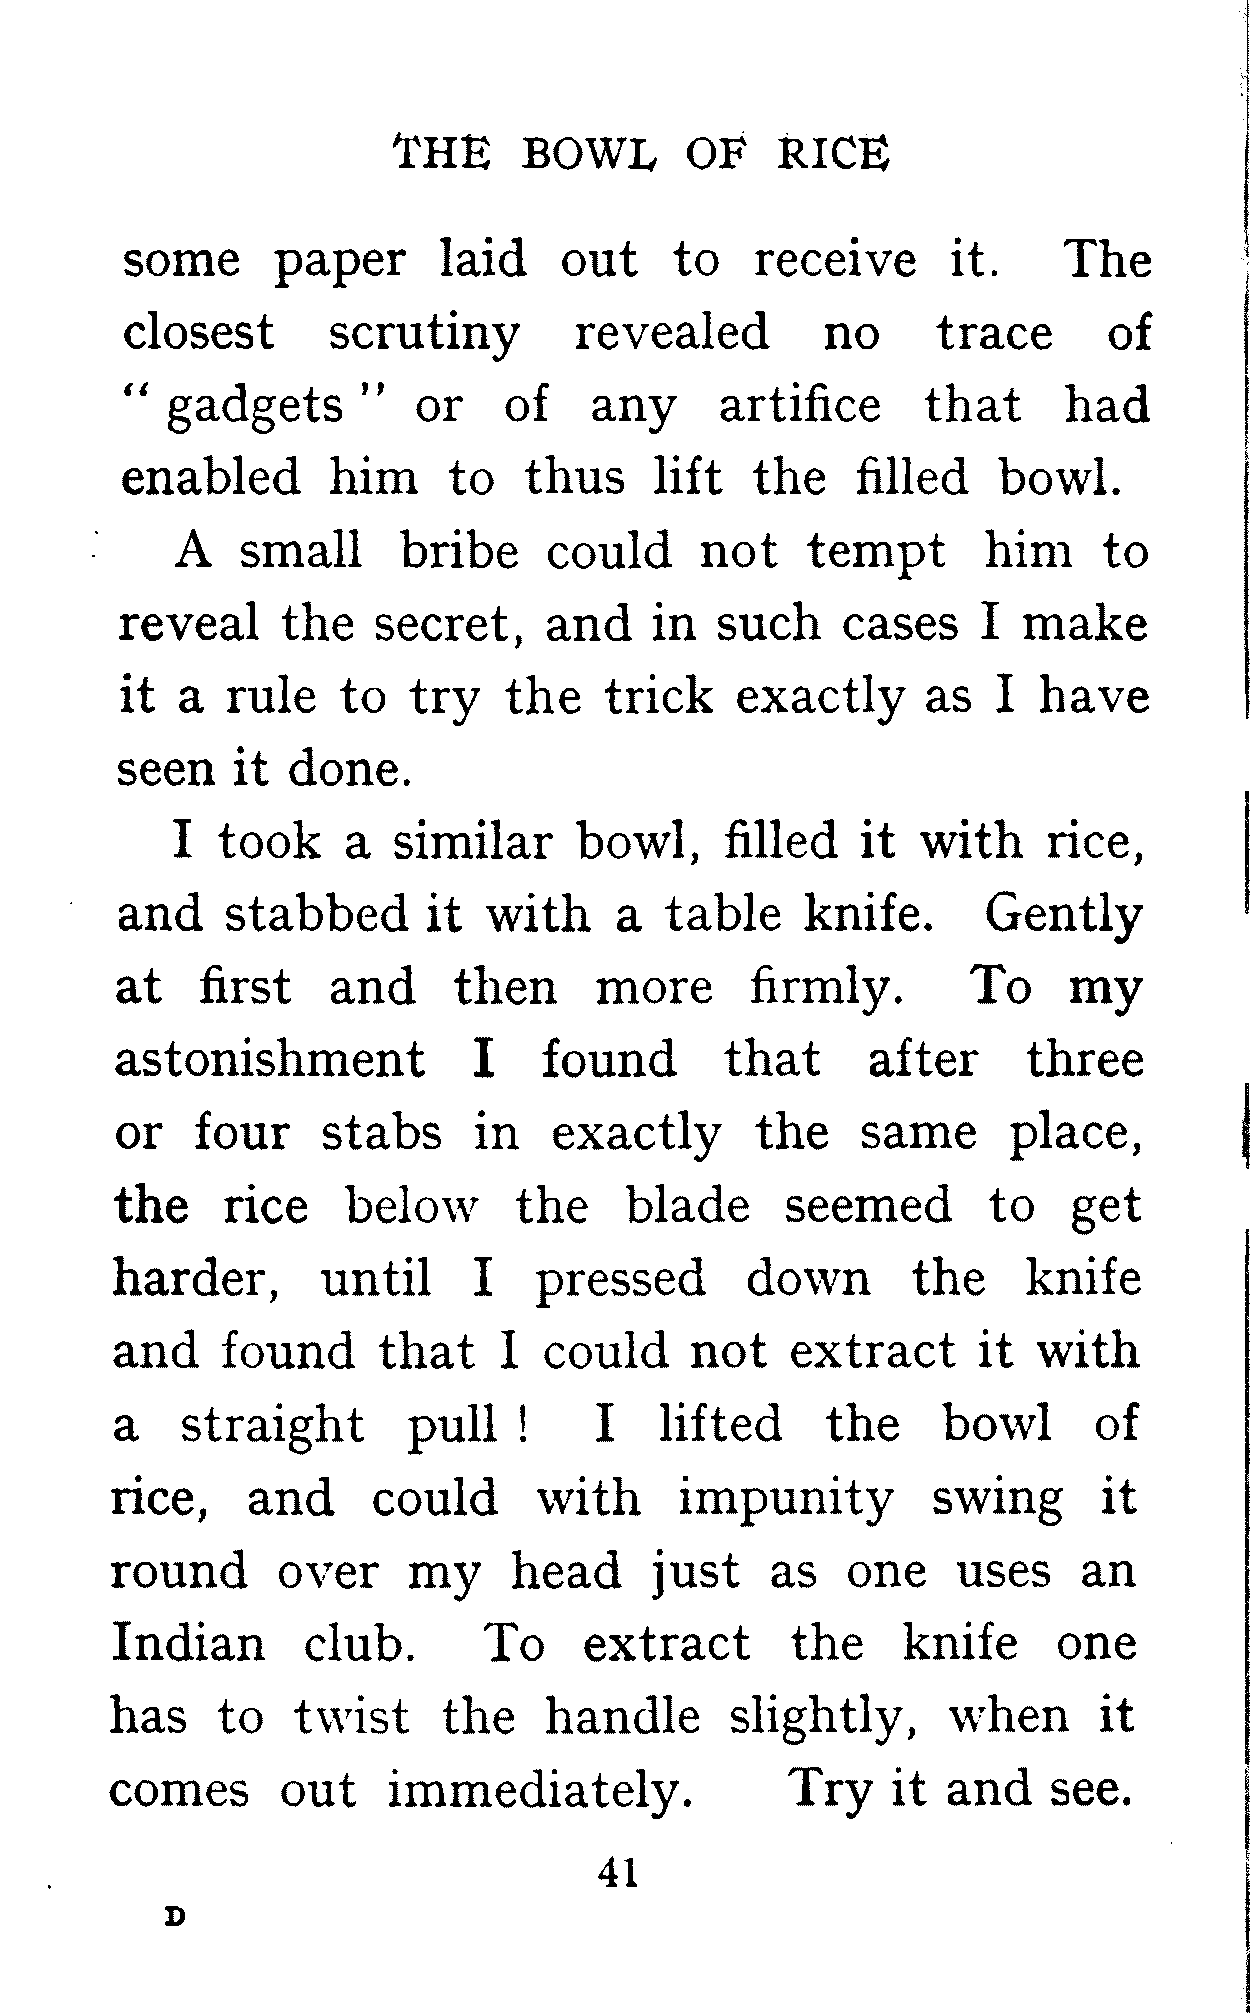 THE BOWL OF RICE
some paper laid out to receive it. The
closest scrutiny revealed no trace of
“ gadgets ” or of any artifice that had
enabled him to thus lift the filled bowl.
A small bribe could not tempt him to
reveal the secret, and in such cases I make
it a rule to try the trick exactly as I have
seen it done.
I took a similar bowl, filled it with rice,
and stabbed it with a table knife. Gently
at first and then more firmly. To my
astonishment I found that after three
or four stabs in exactly the same place,
the rice below the blade seemed to get
harder, until I pressed down the knife
and found that I could not extract it with
a straight pull ! I lifted the bowl of
rice, and could with impunity swing it
round over my head just as one uses an
Indian club. To extract the knife one
has to twist the handle slightly, when it
comes out immediately. Try it and see.
41
D